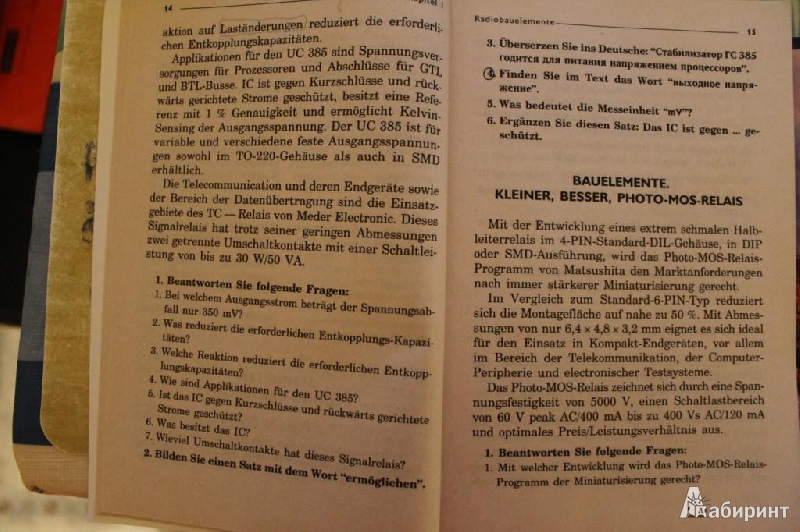 14
apitel
aktion auf Laständerungen reduziert die erforderli-
chen Entkopplungskapazitäten.
Applikationen für den UC 385 sind Spannungsver-
sorgungen für Prozessoren und Abschlüsse für GTL
und BTL-Busse. IC ist gegen Kurzschlüsse und rück-
wärts gerichtete Strome geschützt, besitzt eine Refe-
renz mit 1 % Genauigkeit und ermöglicht Kelvin-
Sensing der Ausgangsspannung. Der UC 385 ist für
variable und verschiedene feste Ausgangsspannun-
gen sowohl im TO-220-Gehäuse als auch in SMD
erhältlich.
Die Telecommunication und deren Endgeräte sowie
der Bereich der Datenübertragung sind die Einsatz-
gebiete des TC — Relais von Meder Electronic. Dieses
Signalrelais hat trotz seiner geringen Abmessungen
zwei getrennte Umschaltkontakte mit einer Schaltlei-
stung von bis zu 30 W/50 VA.
1. Beantworten Sie folgende Fragen:
1. Bei welchem Ausgangsstrom beträgt der Spannungsab-
fall nur 350 mV?
2. Was reduziert die erforderlichen Entkopplungs-Kapazi-
täten?
3. Welche Reaktion reduziert die erforderlichen Entkopp-
lungskapazitäten?
4. Wie sind Applikationen für den UC 385?
5. Ist das IC gegen Kurzschlüsse und rückwärts gerichtete
Strome geschützt?
6. Was besitzt das IC?
7. Wieviel Umschaltkontakte hat dieses Signalrelais?
2. Bilden Sie einen Satz mit dem Wort "ermöglichen".
Radiobauelemente
15
3. Überserzen Sie ins Deutsche: "Стабилизатор ГС 385
годится для питания напряжением процессоров".
4. Finden Sie im Text das Wort "выходное напря-
жение".
5. Was bedeutet die Messeinheit "mV"?
6. Ergänzen Sie diesen Satz: Das IC ist gegen ... ge-
schützt.
BAUELEMENTE.
KLEINER, BESSER, PHOTO-MOS-RELAIS
Mit der Entwicklung eines extrem schmalen Halb-
leiterrelais im 4-PIN-Standard-DIL-Gehäuse, in DIP
oder SMD-Ausführung, wird das Photo-MOS-Relais-
Programm von Matsushita den Marktanforderungen
nach immer stärkerer Miniaturisierung gerecht.
Im Vergleich zum Standard-6-PIN-Typ reduziert
sich die Montagefläche auf nahe zu 50 %. Mit Abmes-
sungen von nur 6,4 × 4,8 × 3,2 mm eignet es sich ideal
für den Einsatz in Kompakt-Endgeräten, vor allem
im Bereich der Telekommunikation, der Computer-
Peripherie und electronischer Testsysteme.
Das Photo-MOS-Relais zeichnet sich durch eine Span-
nungsfestigkeit von 5000 V, einen Schaltlastbereich
von 60 V peak AC/400 mA bis zu 400 Vs AC/120 mA
und optimales Preis/Leistungsverhältnis aus.
1. Beantworten Sie folgende Fragen:
1. Mit welcher Entwicklung wird das Photo-MOS-Relais-
Programm der Miniaturisierung gerecht?
Лабиринт